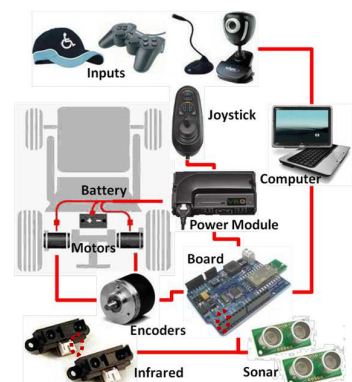 Inputs
Joystick
Computer
Battery
Power Module
Motors
Board
Encoders
Infrared
Sonar